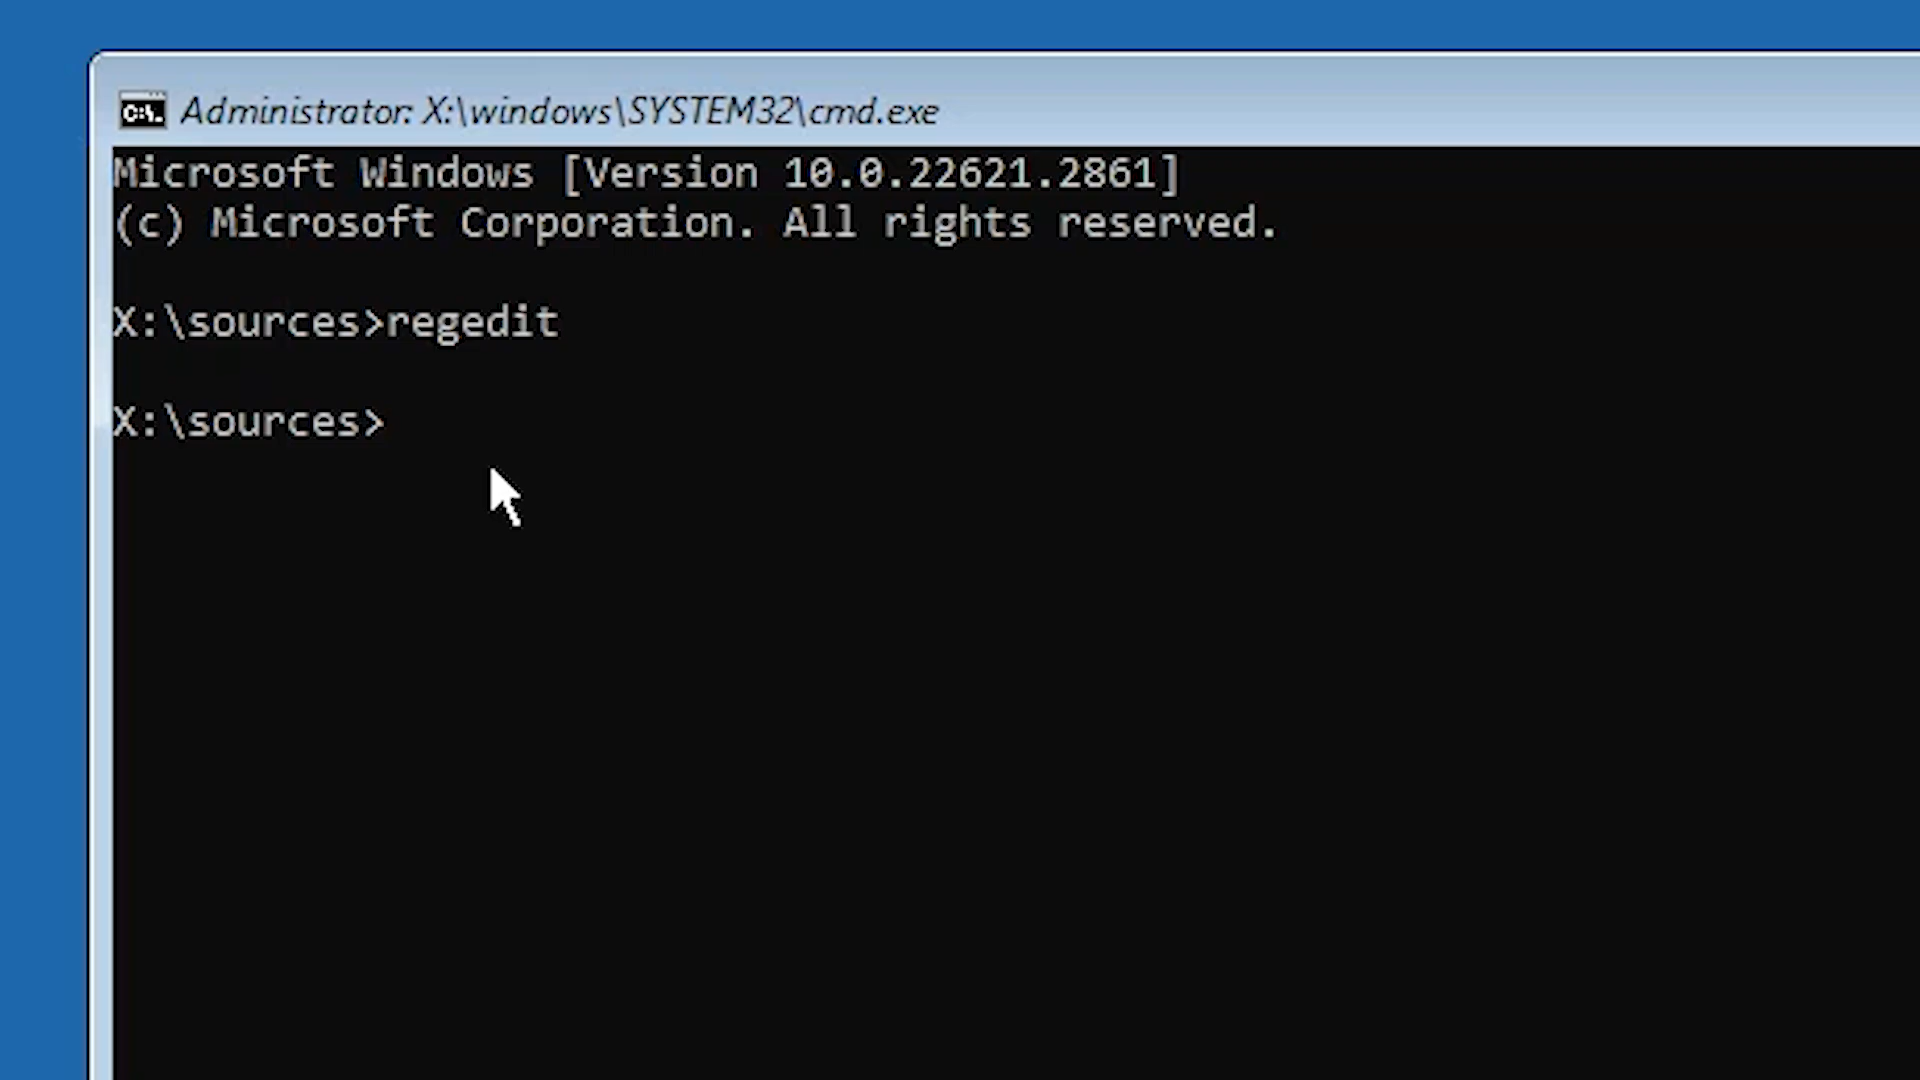 C:\.
Administrator: X:\windows\SYSTEM32\cmd.exe
Microsoft Windows [Version 10.0.22621.2861]
(c) Microsoft Corporation. All rights reserved.
X:\sources>regedit
X:\sources>